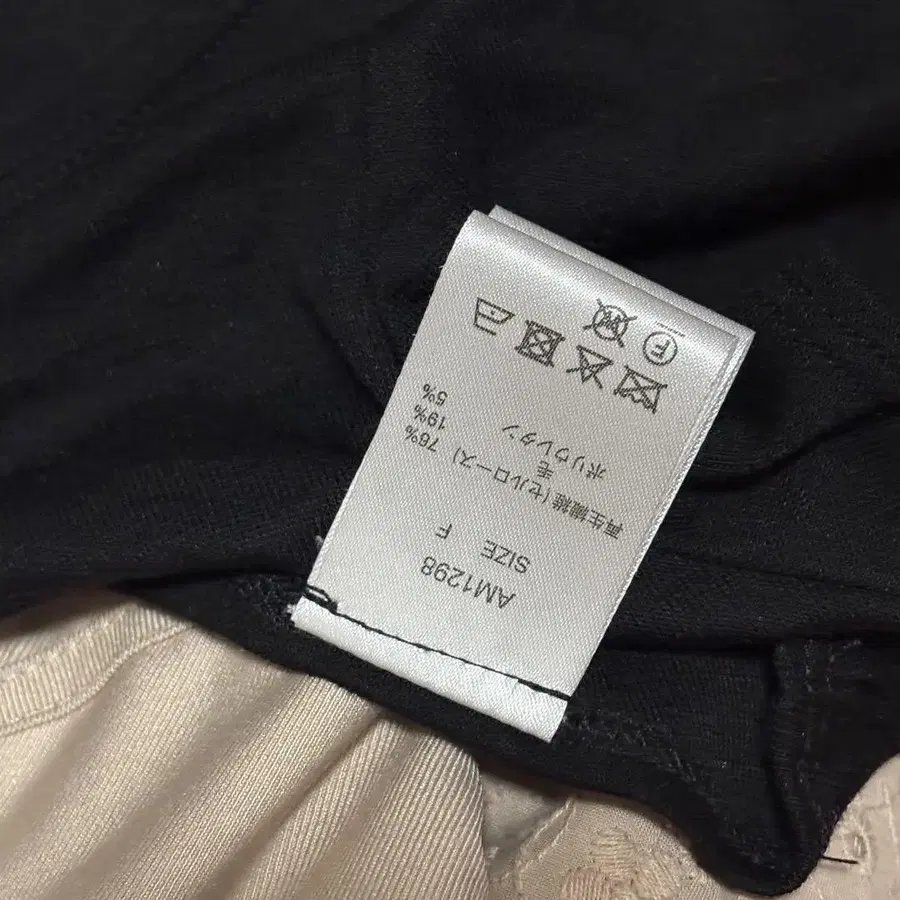 AM1298
SIZE F
再生繊維 (セルロース) 76%
毛 19%
ポリウレタン 5%
F W